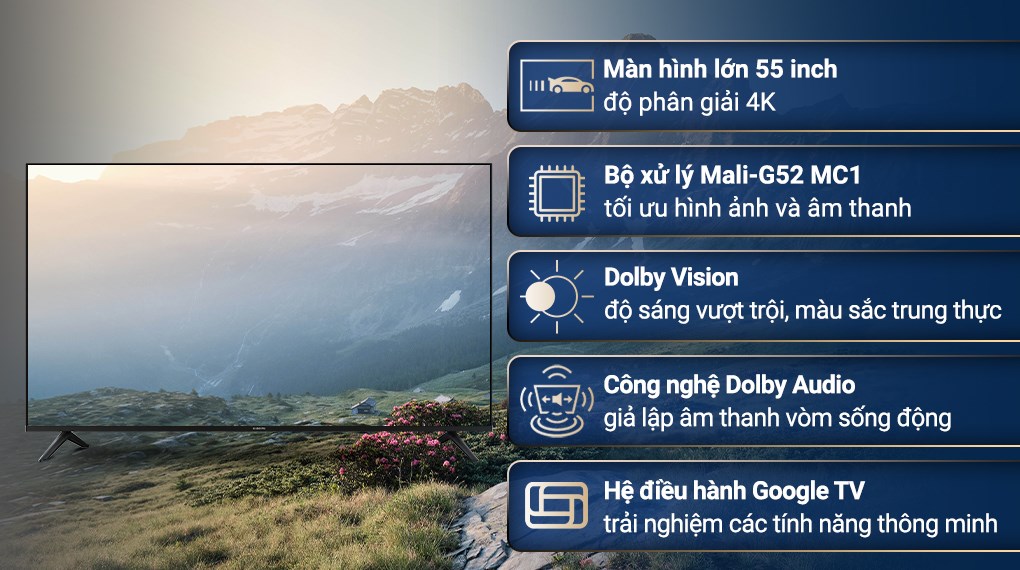 Màn hình lớn 55 inch
độ phân giải 4K
Bộ xử lý Mali-G52 MC1
tối ưu hình ảnh và âm thanh
Dolby Vision
độ sáng vượt trội, màu sắc trung thực
Công nghệ Dolby Audio
giả lập âm thanh vòm sống động
Hệ điều hành Google TV
trải nghiệm các tính năng thông minh